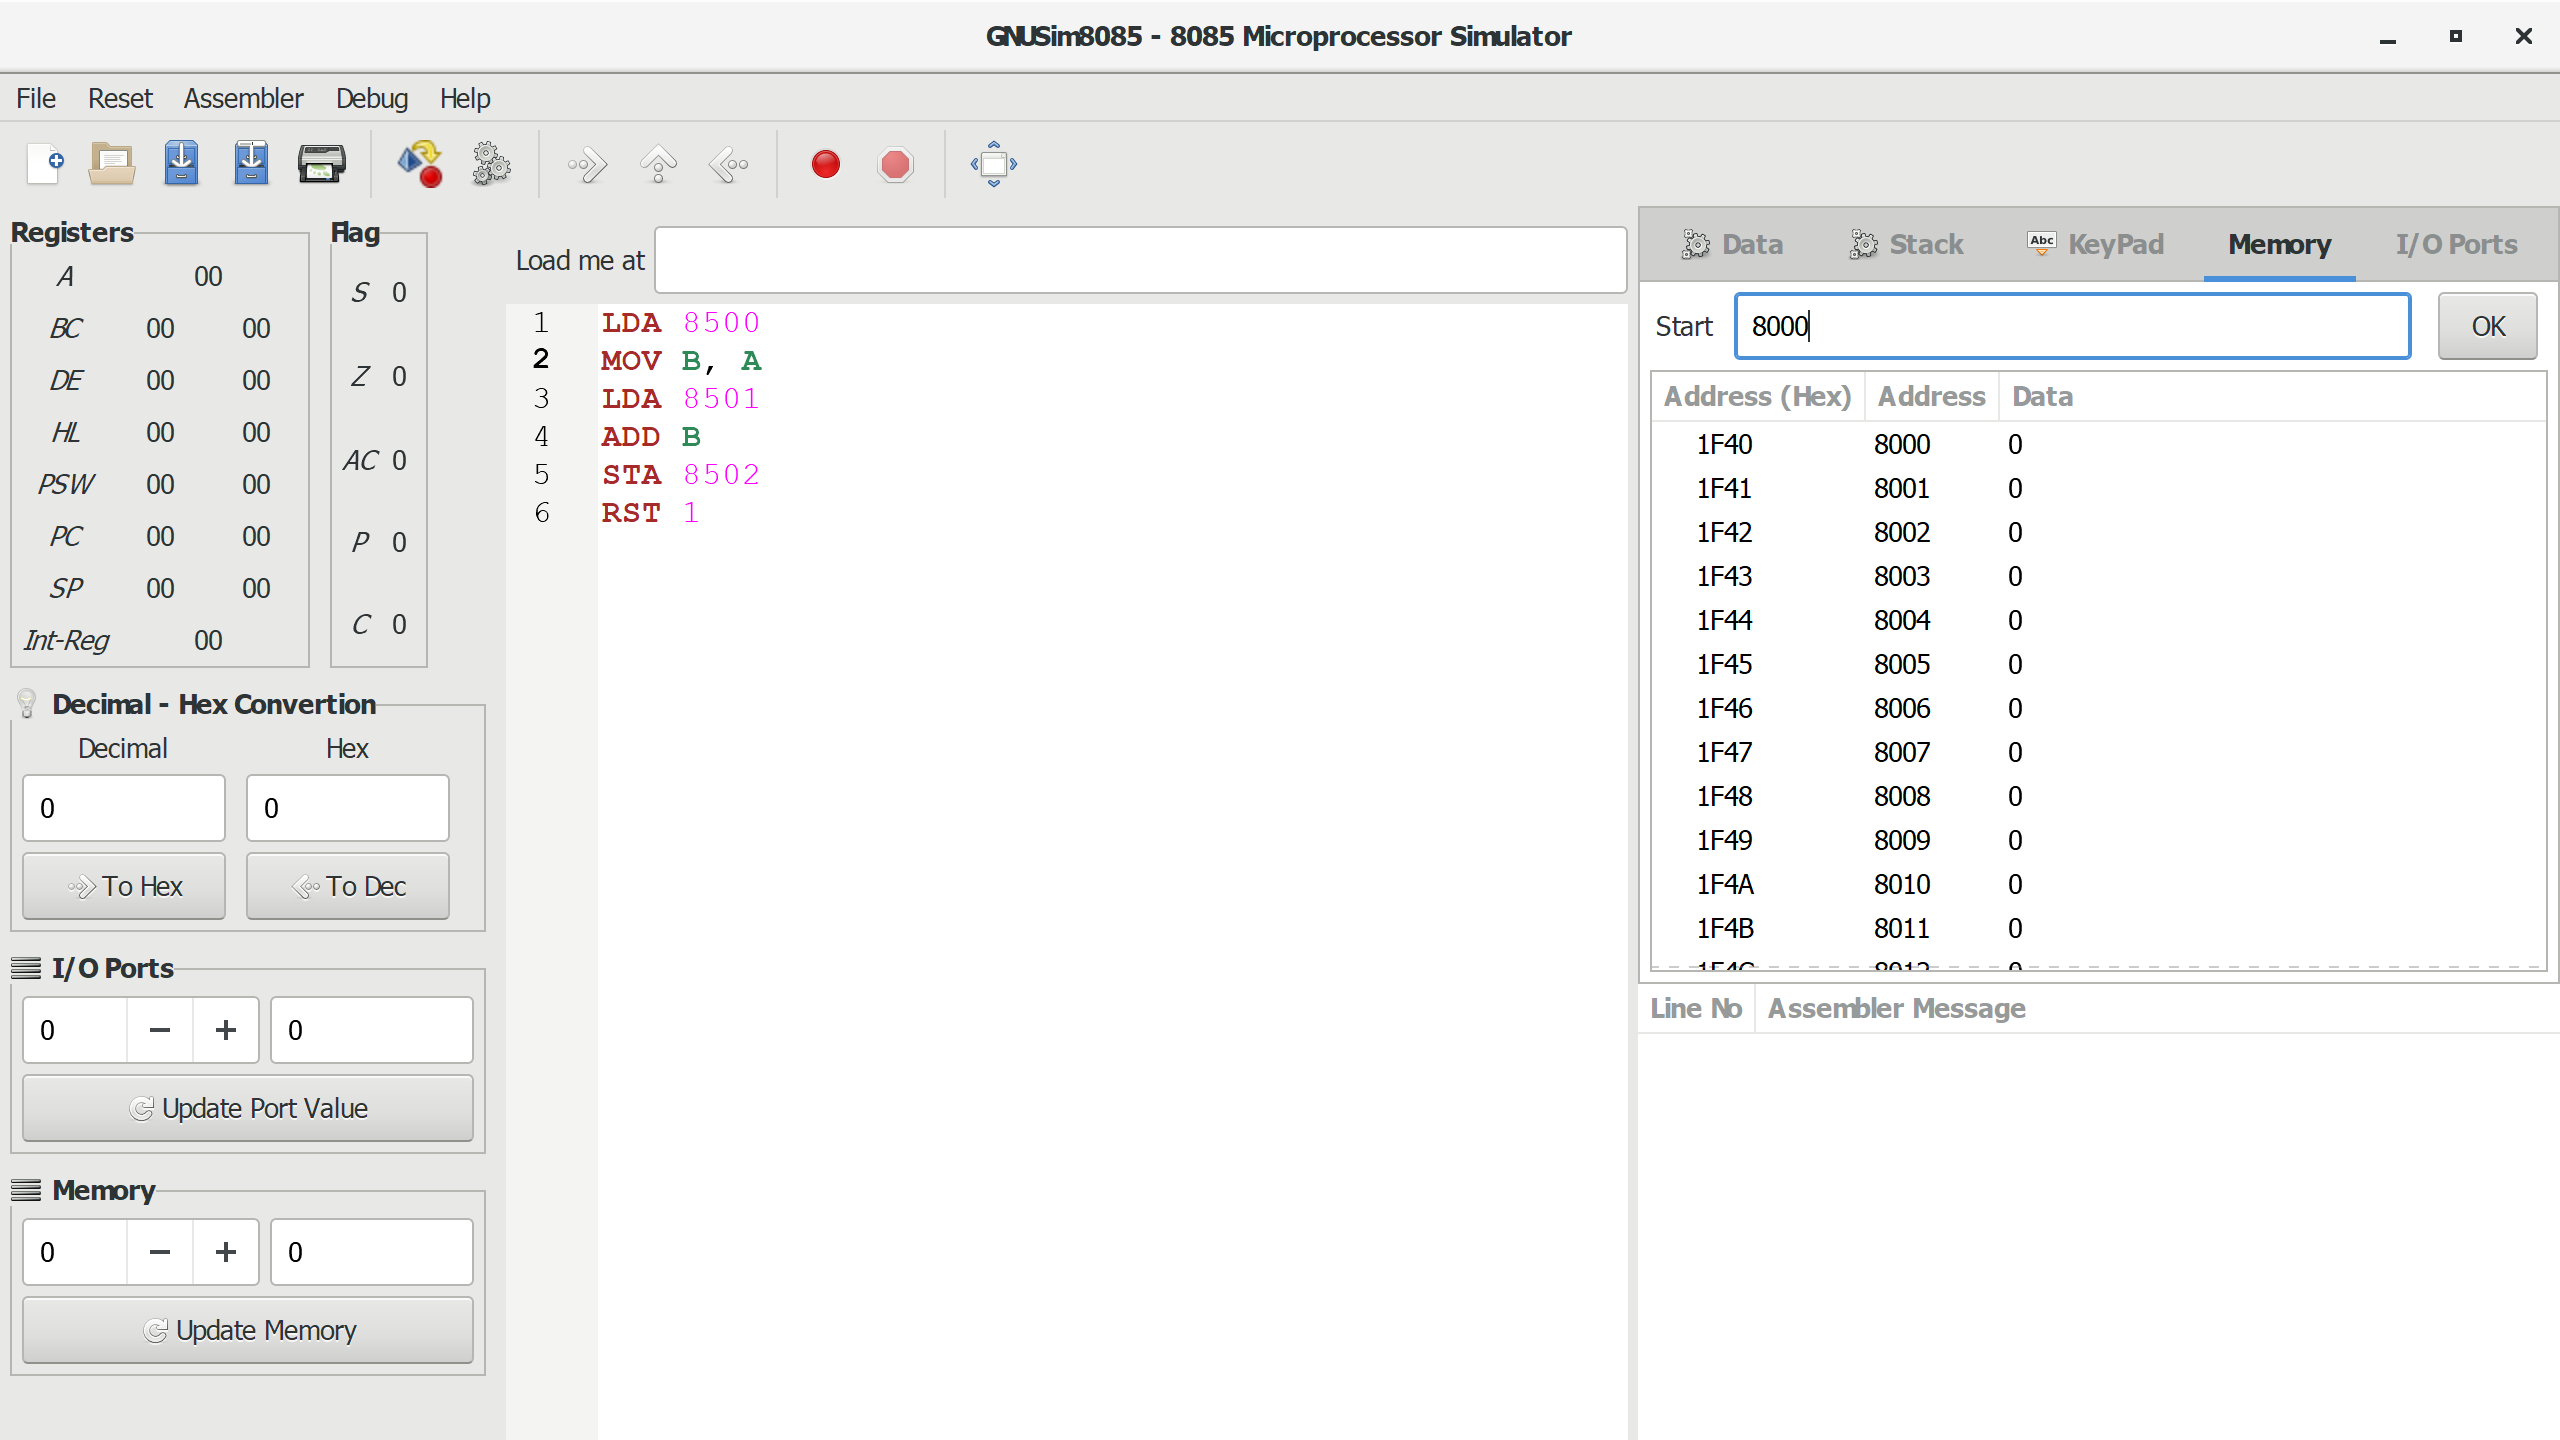 GNUSim8085 - 8085 Microprocessor Simulator
File Reset Assembler Debug Help
Registers
A 00
BC 00 00
DE 00 00
HL 00 00
PSW 00 00
PC 00 00
SP 00 00
Int-Reg 00
Flag
S 0
Z 0
AC 0
P 0
C 0
Decimal - Hex Convertion
Decimal Hex
0 0
To Hex To Dec
I/O Ports
0 − + 0
Update Port Value
Memory
0 − + 0
Update Memory
Load me at
1 LDA 8500
2 MOV B, A
3 LDA 8501
4 ADD B
5 STA 8502
6 RST 1
Data Stack Abc KeyPad Memory I/O Ports
Start 8000 OK
Address (Hex) Address Data
1F40 8000 0
1F41 8001 0
1F42 8002 0
1F43 8003 0
1F44 8004 0
1F45 8005 0
1F46 8006 0
1F47 8007 0
1F48 8008 0
1F49 8009 0
1F4A 8010 0
1F4B 8011 0
1F4C 8012 0
Line No Assembler Message